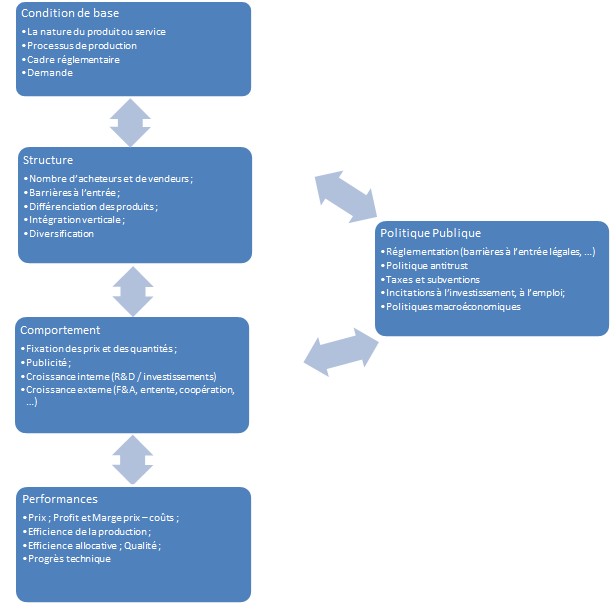 Condition de base
•La nature du produit ou service
•Processus de production
•Cadre réglementaire
•Demande
Structure
•Nombre d'acheteurs et de vendeurs ;
•Barrières à l'entrée ;
•Différenciation des produits ;
•Intégration verticale ;
•Diversification
Politique Publique
•Réglementation (barrières à l'entrée légales, ...)
•Politique antitrust
•Taxes et subventions
•Incitations à l'investissement, à l'emploi;
•Politiques macroéconomiques
Comportement
•Fixation des prix et des quantités ;
•Publicité ;
•Croissance interne (R&D / investissements)
•Croissance externe (F&A, entente, coopération,
...)
Performances
•Prix ; Profit et Marge prix – coûts ;
•Efficience de la production ;
•Efficience allocative ; Qualité ;
•Progrès technique